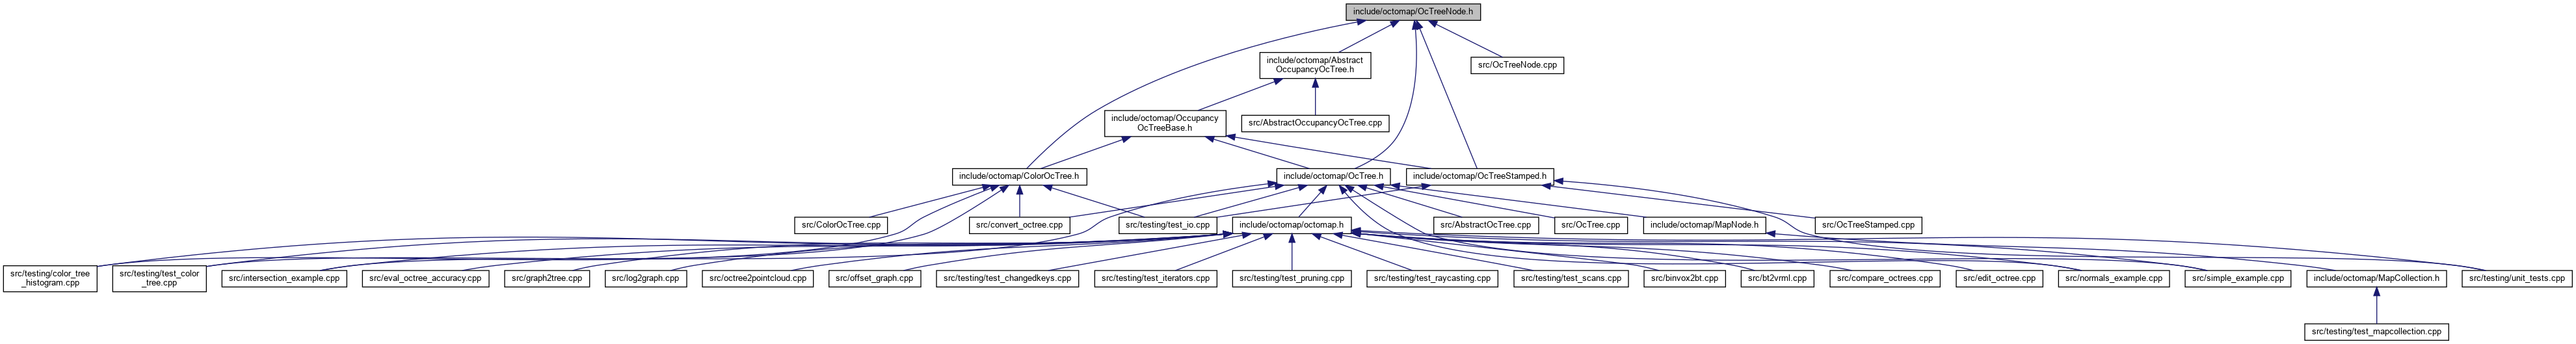 include/octomap/OcTreeNode.h
include/octomap/Abstract
OccupancyOcTree.h
src/OcTreeNode.cpp
include/octomap/Occupancy
OcTreeBase.h
src/AbstractOccupancyOcTree.cpp
include/octomap/ColorOcTree.h
include/octomap/OcTree.h
include/octomap/OcTreeStamped.h
src/ColorOcTree.cpp
src/convert_octree.cpp
src/testing/test_io.cpp
include/octomap/octomap.h
src/AbstractOcTree.cpp
src/OcTree.cpp
include/octomap/MapNode.h
src/OcTreeStamped.cpp
src/testing/color_tree
_histogram.cpp
src/testing/test_color
_tree.cpp
src/intersection_example.cpp
src/eval_octree_accuracy.cpp
src/graph2tree.cpp
src/log2graph.cpp
src/octree2pointcloud.cpp
src/offset_graph.cpp
src/testing/test_changedkeys.cpp
src/testing/test_iterators.cpp
src/testing/test_pruning.cpp
src/testing/test_raycasting.cpp
src/testing/test_scans.cpp
src/binvox2bt.cpp
src/bt2vrml.cpp
src/compare_octrees.cpp
src/edit_octree.cpp
src/normals_example.cpp
src/simple_example.cpp
include/octomap/MapCollection.h
src/testing/unit_tests.cpp
src/testing/test_mapcollection.cpp